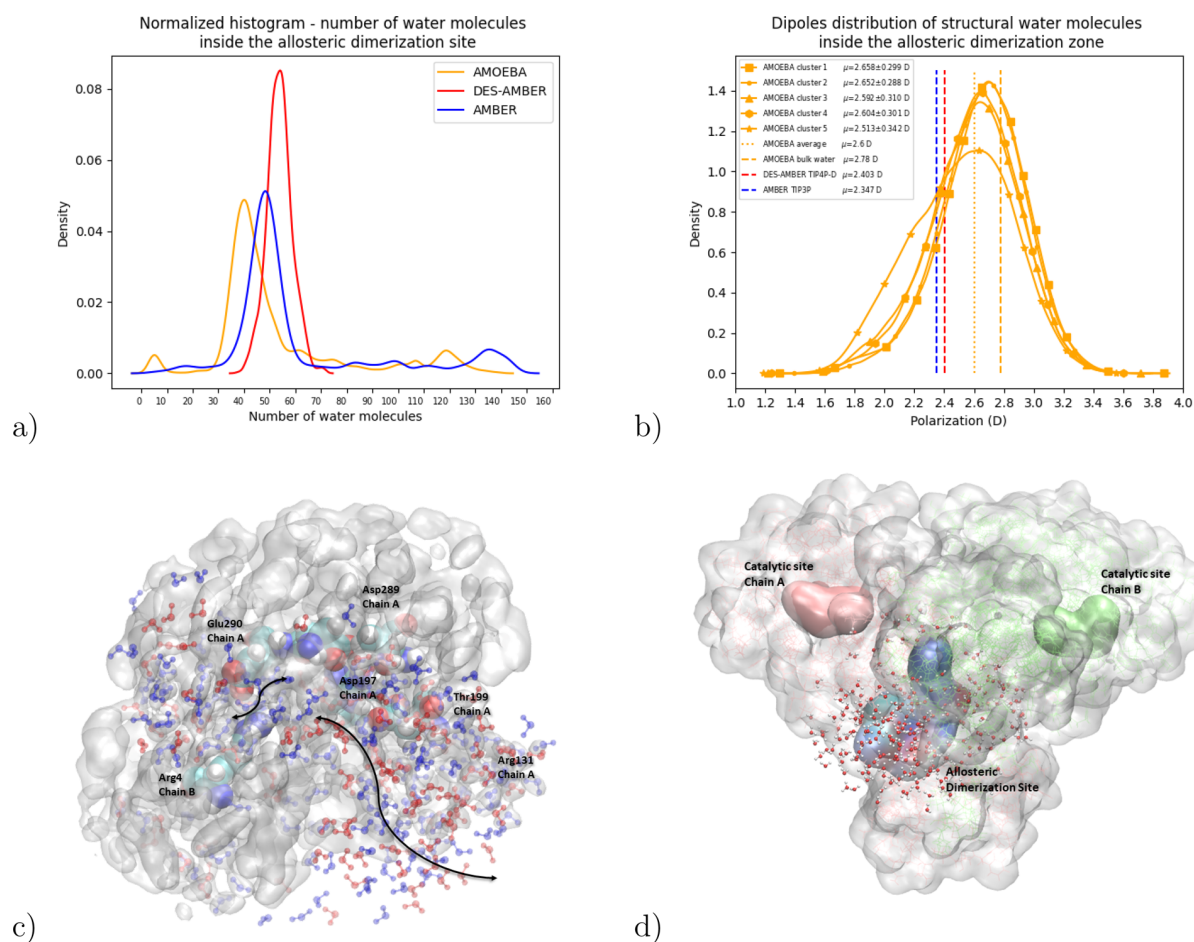 Normalized histogram - number of water molecules
inside the allosteric dimerization site
AMOEBA
DES-AMBER
AMBER
Density
0.08
0.06
0.04
0.02
0.00
0 10 20 30 40 50 60 70 80 90 100 110 120 130 140 150 160
Number of water molecules
a)
Dipoles distribution of structural water molecules
inside the allosteric dimerization zone
AMOEBA cluster 1 μ=2.658±0.299 D
AMOEBA cluster 2 μ=2.652±0.288 D
AMOEBA cluster 3 μ=2.592±0.310 D
AMOEBA cluster 4 μ=2.604±0.301 D
AMOEBA cluster 5 μ=2.513±0.342 D
AMOEBA average μ=2.6 D
AMOEBA bulk water μ=2.78 D
DES-AMBER TIP4P-D μ=2.403 D
AMBER TIP3P μ=2.347 D
Density
1.4
1.2
1.0
0.8
0.6
0.4
0.2
0.0
1.0 1.2 1.6 1.8 2.0 2.2 2.4 2.6 2.8 3.0 3.2 3.4 3.6 3.8 4.0
Polarization (D)
b)
Asp289
Chain A
Glu290
Chain A
Asp197
Chain A
Thr199
Chain A
Arg131
Chain A
Arg4
Chain B
c)
Catalytic site
Chain A
Catalytic site
Chain B
Allosteric
Dimerization Site
d)